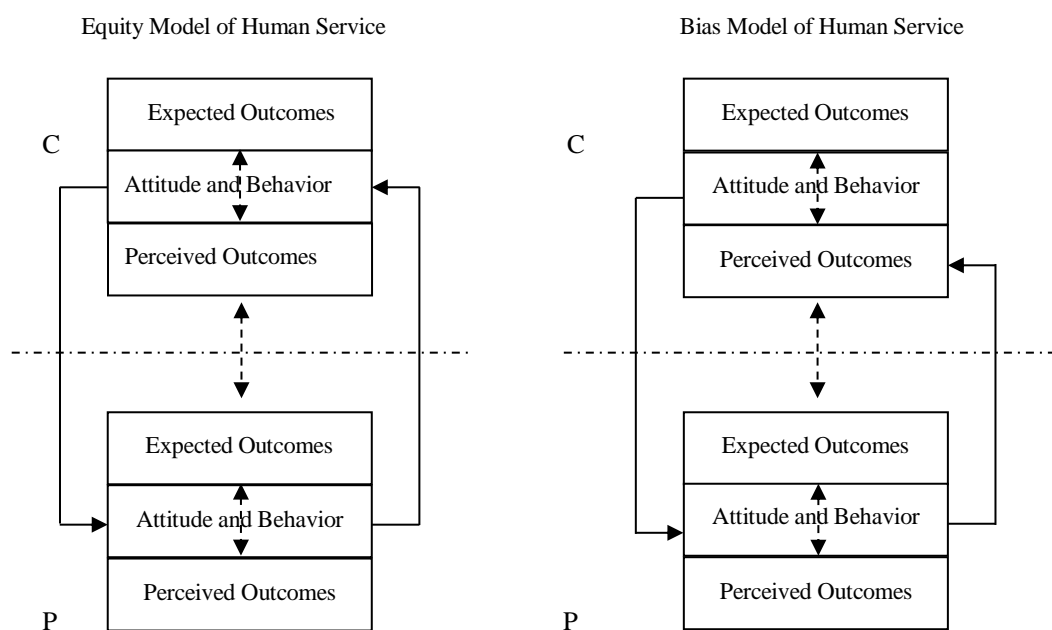 Equity Model of Human Service
Expected Outcomes
C
Attitude and Behavior
Perceived Outcomes
Expected Outcomes
Attitude and Behavior
Perceived Outcomes
P
Bias Model of Human Service
Expected Outcomes
C
Attitude and Behavior
Perceived Outcomes
Expected Outcomes
Attitude and Behavior
Perceived Outcomes
P